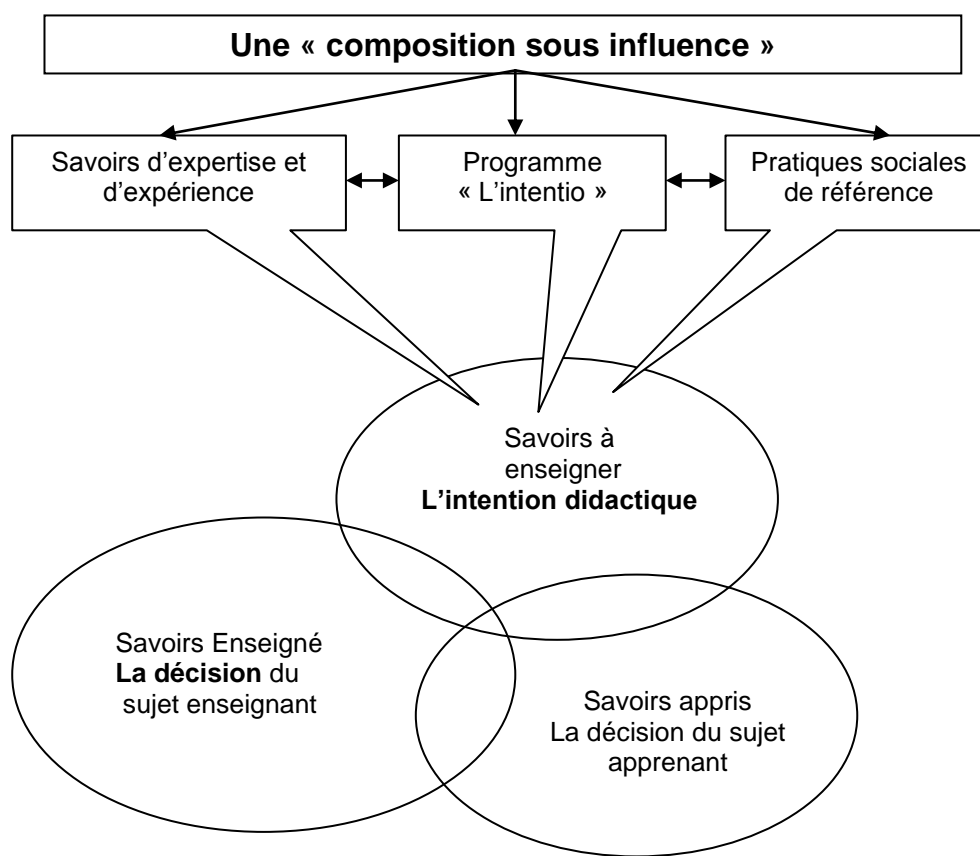 Une « composition sous influence »
Savoirs d'expertise et
d'expérience
Programme
« L'intentio »
Pratiques sociales
de référence
Savoirs à
enseigner
L'intention didactique
Savoirs Enseigné
La décision du
sujet enseignant
Savoirs appris
La décision du sujet
apprenant